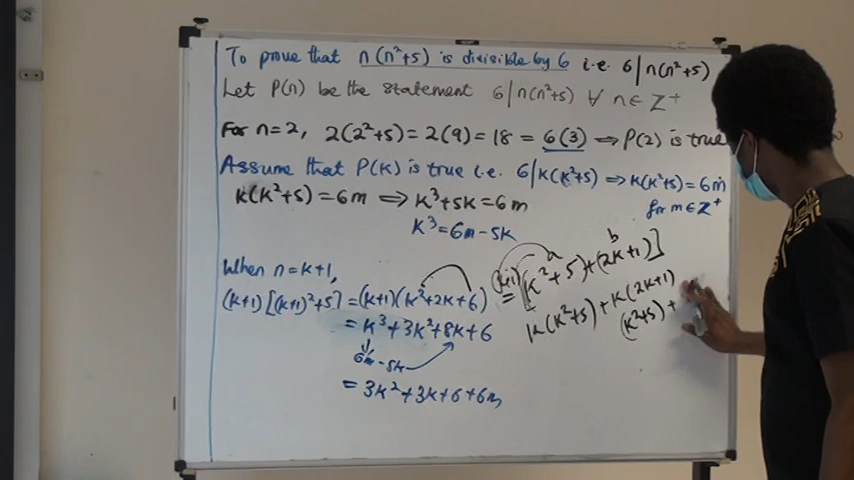 To prove that n(n²+5) is divisible by 6 i.e. 6|n(n²+5)
Let P(n) be the statement 6|n(n²+5) ∀ n∈Z⁺
For n=2, 2(2²+5)=2(9)=18=6(3) ⟹ P(2) is true
Assume that P(k) is true i.e. 6|k(k²+5) ⟹ k(k²+5)=6m
for m∈Z⁺
k(k²+5)=6m ⟹ k³+5k=6m
k³=6m-5k
When n=k+1,
(k+1)[(k+1)²+5]=(k+1)(k²+2k+6)
=k³+3k²+8k+6
6m-5k
=3k²+3k+6+6m
a b
=(k+1)[(k²+5)+(2k+1)]
k(k²+5)+k(2k+1)
(k²+5)+